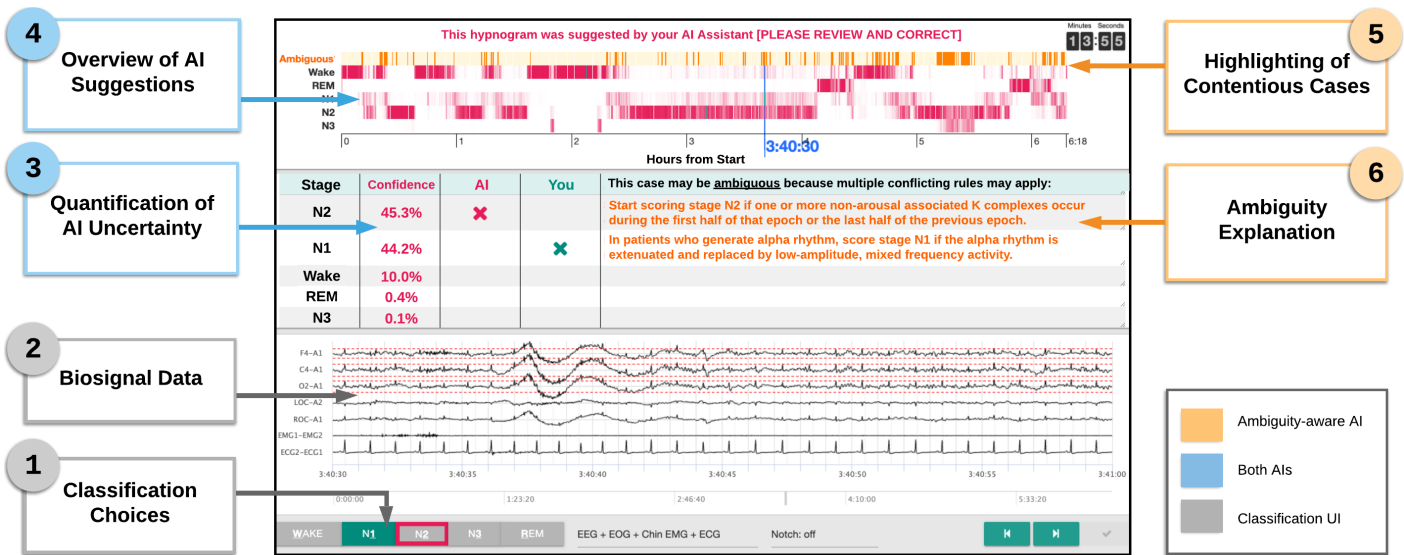 4
Overview of AI
Suggestions
3
Quantification of
AI Uncertainty
2
Biosignal Data
1
Classification
Choices
This hypnogram was suggested by your AI Assistant [PLEASE REVIEW AND CORRECT]
Minutes Seconds
13:55
Ambiguous
Wake
REM
N1
N2
N3
0 1 2 3 4 5 6 6:18
3:40:30
Hours from Start
Stage Confidence AI You This case may be ambiguous because multiple conflicting rules may apply:
N2 45.3% ✖ Start scoring stage N2 if one or more non-arousal associated K complexes occur
during the first half of that epoch or the last half of the previous epoch.
N1 44.2% ✖ In patients who generate alpha rhythm, score stage N1 if the alpha rhythm is
extenuated and replaced by low-amplitude, mixed frequency activity.
Wake 10.0%
REM 0.4%
N3 0.1%
F4-A1
C4-A1
O2-A1
LOC-A2
ROC-A1
EMG1-EMG2
ECG2-ECG1
3:40:30 3:40:35 3:40:40 3:40:45 3:40:50 3:40:55 3:41:00
0:00:00 1:23:20 2:46:40 4:10:00 5:33:20
WAKE N1 N2 N3 REM EEG + EOG + Chin EMG + ECG Notch: off
5
Highlighting of
Contentious Cases
6
Ambiguity
Explanation
Ambiguity-aware AI
Both AIs
Classification UI